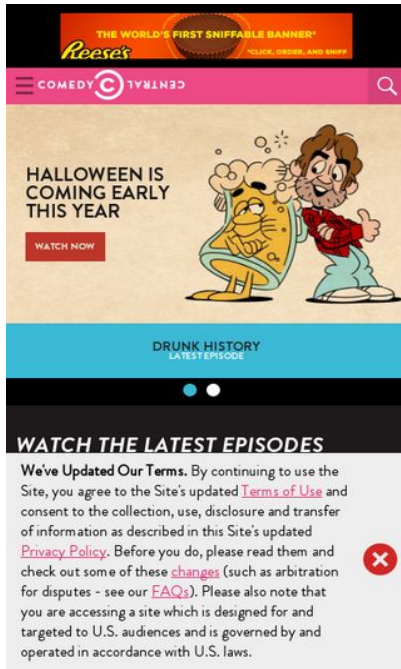 THE WORLD'S FIRST SNIFFABLE BANNER*
Reese's
*CLICK, ORDER, AND SNIFF
COMEDY CENTRAL
HALLOWEEN IS
COMING EARLY
THIS YEAR
WATCH NOW
DRUNK HISTORY
LATEST EPISODE
WATCH THE LATEST EPISODES
We've Updated Our Terms. By continuing to use the
Site, you agree to the Site's updated Terms of Use and
consent to the collection, use, disclosure and transfer
of information as described in this Site's updated
Privacy Policy. Before you do, please read them and
check out some of these changes (such as arbitration
for disputes - see our FAQs). Please also note that
you are accessing a site which is designed for and
targeted to U.S. audiences and is governed by and
operated in accordance with U.S. laws.